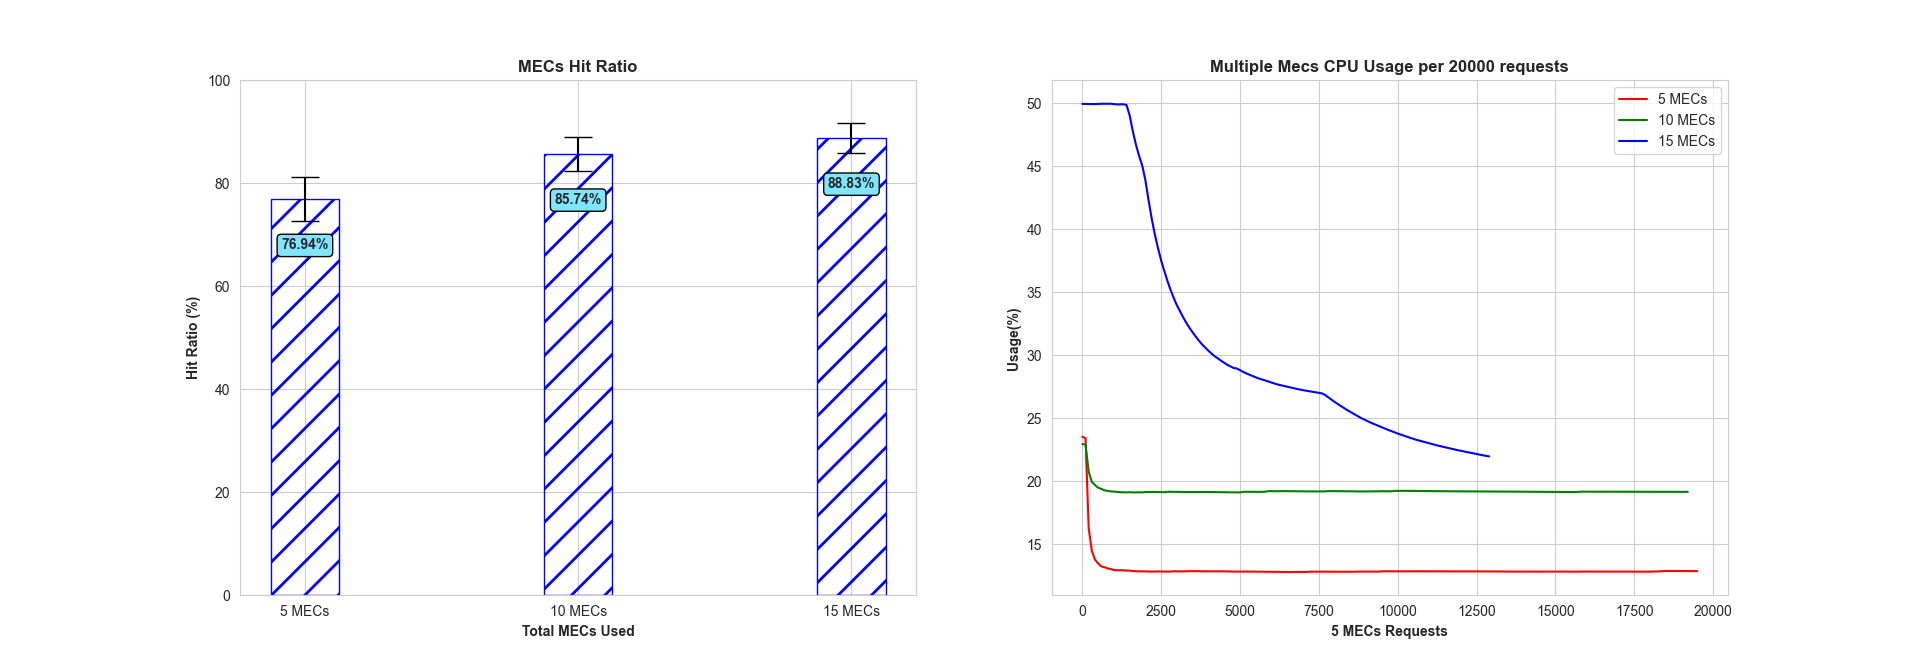 MECs Hit Ratio
Hit Ratio (%)
100
80
60
40
20
0
76.94%
85.74%
88.83%
5 MECs
10 MECs
15 MECs
Total MECs Used
Multiple Mecs CPU Usage per 20000 requests
Usage(%)
50
45
40
35
30
25
20
15
5 MECs
10 MECs
15 MECs
0
2500
5000
7500
10000
12500
15000
17500
20000
5 MECs Requests